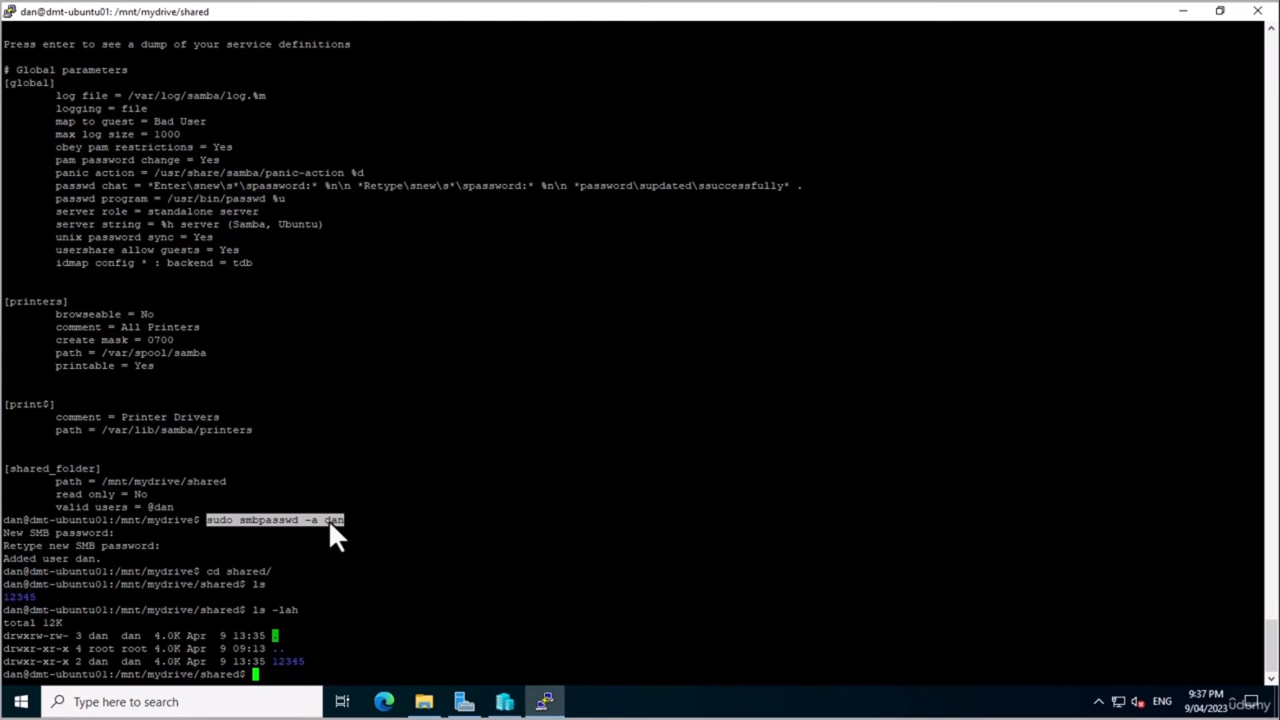 dan@dmt-ubuntu01: /mnt/mydrive/shared
Press enter to see a dump of your service definitions
# Global parameters
[global]
log file = /var/log/samba/log.%m
logging = file
map to guest = Bad User
max log size = 1000
obey pam restrictions = Yes
pam password change = Yes
panic action = /usr/share/samba/panic-action %d
passwd chat = *Enter\snew\s*\spassword:* %n\n *Retype\snew\s*\spassword:* %n\n *password\supdated\ssuccessfully* .
passwd program = /usr/bin/passwd %u
server role = standalone server
server string = %h server (Samba, Ubuntu)
unix password sync = Yes
usershare allow guests = Yes
idmap config * : backend = tdb
[printers]
browseable = No
comment = All Printers
create mask = 0700
path = /var/spool/samba
printable = Yes
[print$]
comment = Printer Drivers
path = /var/lib/samba/printers
[shared_folder]
path = /mnt/mydrive/shared
read only = No
valid users = @dan
dan@dmt-ubuntu01:/mnt/mydrive$ sudo smbpasswd -a dan
New SMB password:
Retype new SMB password:
Added user dan.
dan@dmt-ubuntu01:/mnt/mydrive$ cd shared/
dan@dmt-ubuntu01:/mnt/mydrive/shared$ ls
12345
dan@dmt-ubuntu01:/mnt/mydrive/shared$ ls -lah
total 12K
drwxrw-rw- 3 dan  dan  4.0K Apr  9 13:35 .
drwxr-xr-x 4 root root 4.0K Apr  9 09:13 ..
drwxr-xr-x 2 dan  dan  4.0K Apr  9 13:35 12345
dan@dmt-ubuntu01:/mnt/mydrive/shared$
Type here to search
ENG
9:37 PM
9/04/2023
udemy